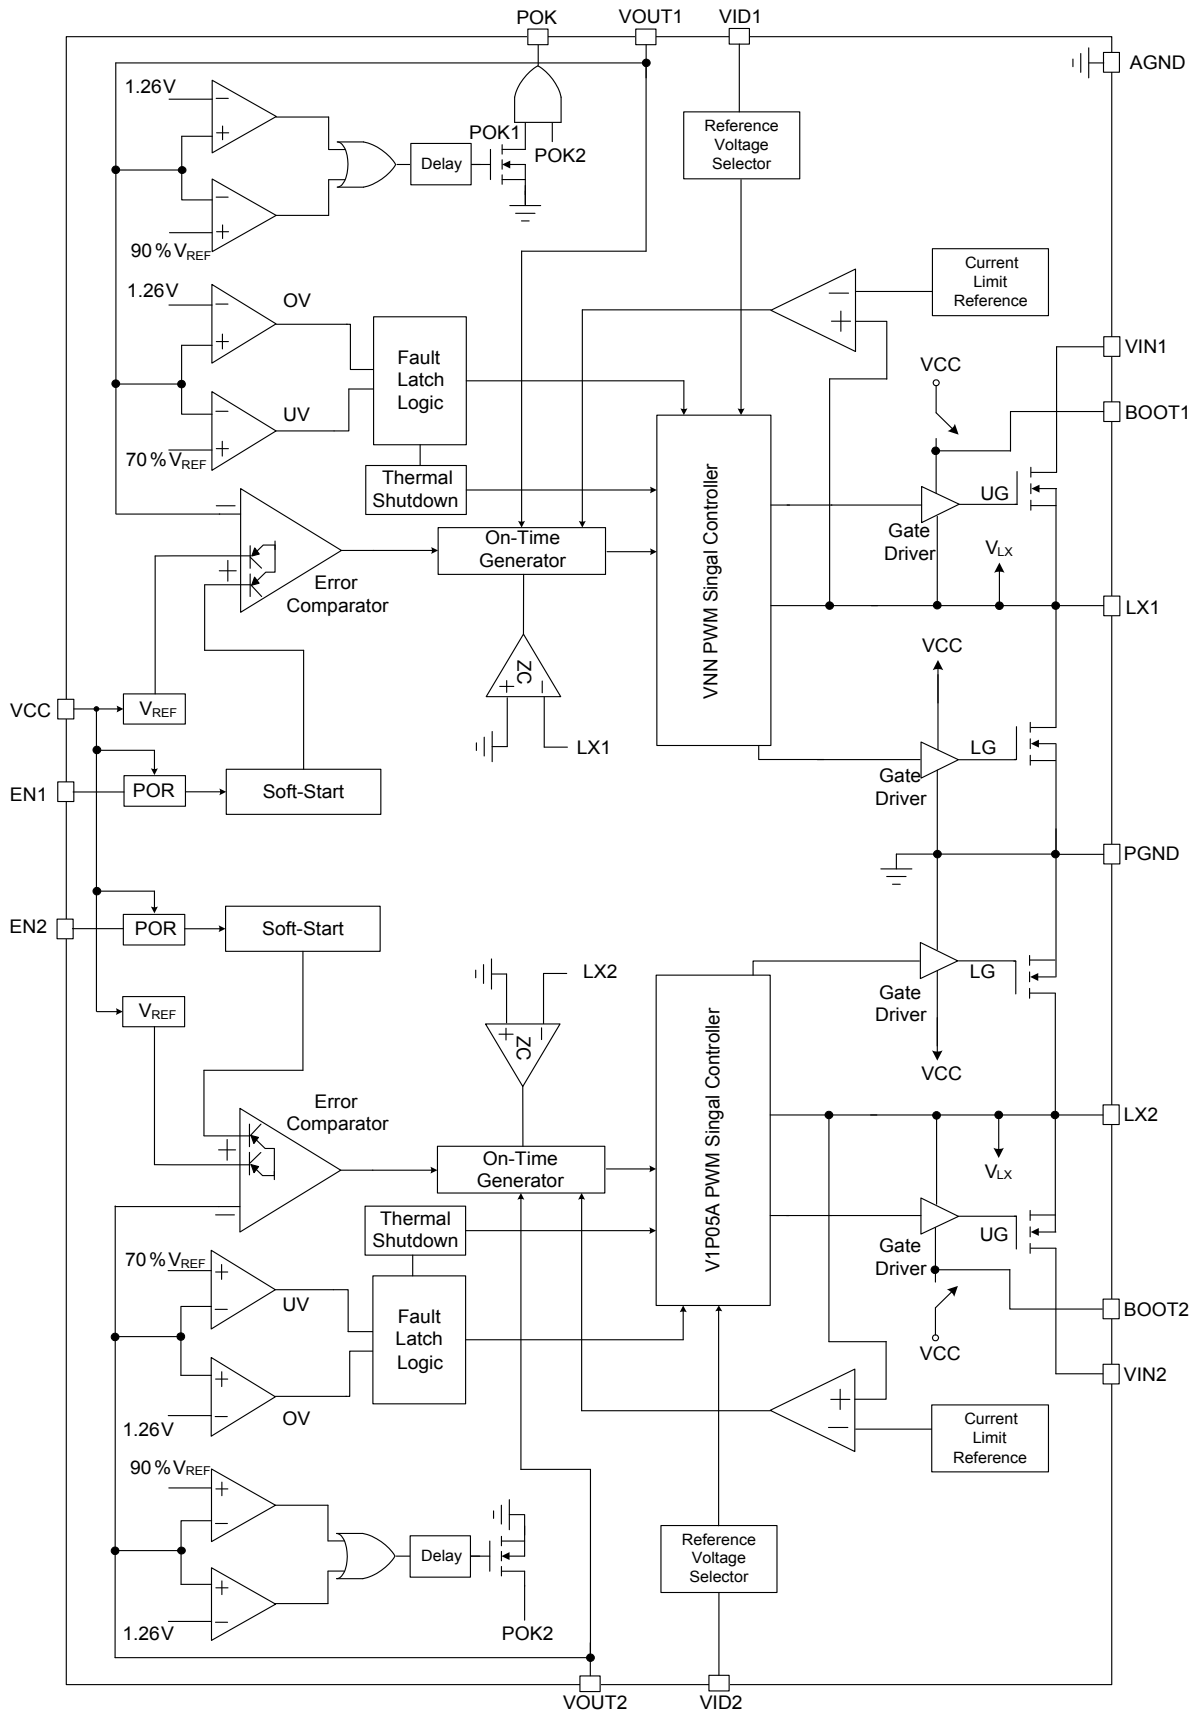 POK
VOUT1
VID1
AGND
1.26V
−
+
−
+
90%VREF
Delay
POK1
POK2
Reference
Voltage
Selector
1.26V
−
+
OV
−
+
UV
70%VREF
Fault
Latch
Logic
Thermal
Shutdown
−
+
Current
Limit
Reference
VIN1
VCC
BOOT1
UG
Gate
Driver
VLX
LX1
−
+
Error
Comparator
On-Time
Generator
VNN PWM Singal Controller
ZC
+
−
LX1
VCC
LG
Gate
Driver
VCC
VREF
EN1
POR
Soft-Start
PGND
EN2
POR
Soft-Start
VREF
LX2
+
−
ZC
V1P05A PWM Singal Controller
LG
Gate
Driver
VCC
LX2
VLX
Error
Comparator
+
−
On-Time
Generator
Thermal
Shutdown
UG
Gate
Driver
BOOT2
VCC
VIN2
70%VREF
+
−
UV
Fault
Latch
Logic
+
−
OV
1.26V
+
−
Current
Limit
Reference
90%VREF
+
−
+
−
1.26V
Delay
POK2
Reference
Voltage
Selector
VOUT2
VID2